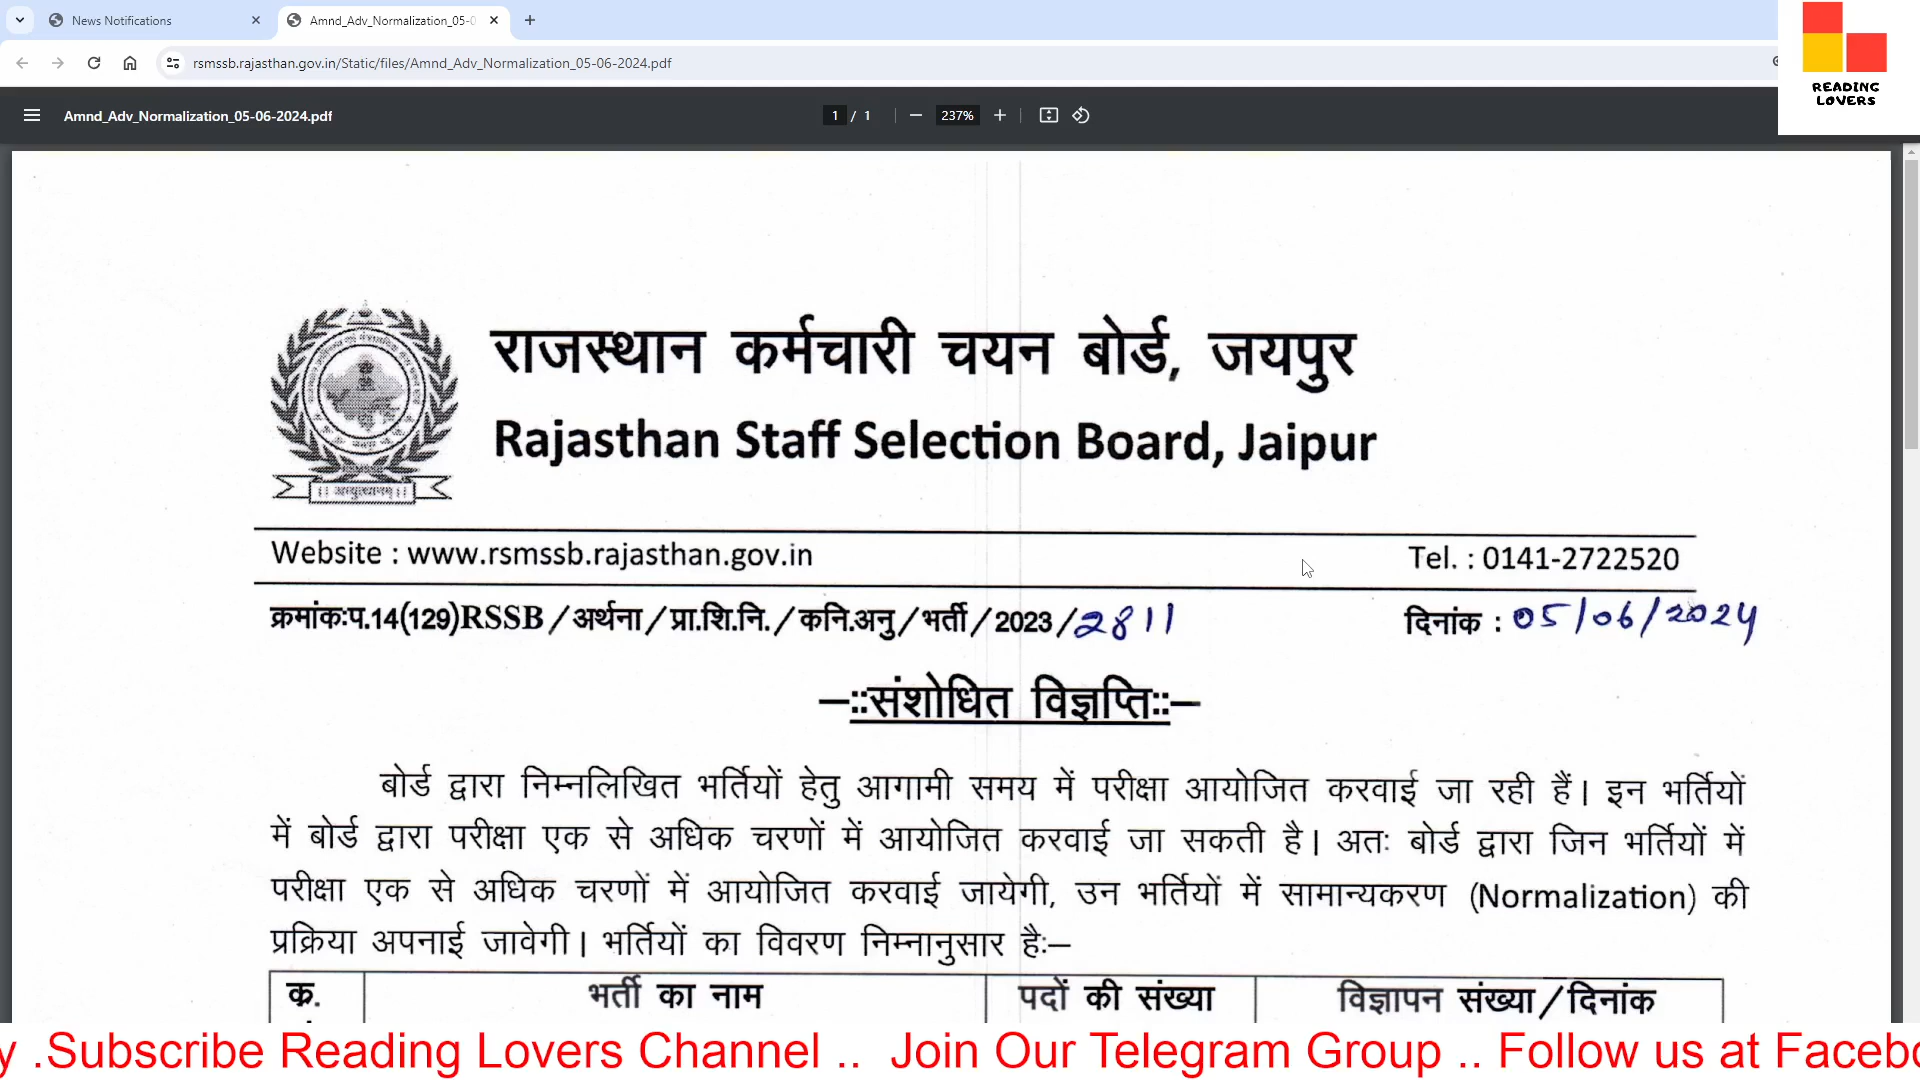 News Notifications
Amnd_Adv_Normalization_05-0
rsmssb.rajasthan.gov.in/Static/files/Amnd_Adv_Normalization_05-06-2024.pdf
READING
LOVERS
Amnd_Adv_Normalization_05-06-2024.pdf
1 / 1
237%
राजस्थान कर्मचारी चयन बोर्ड, जयपुर
Rajasthan Staff Selection Board, Jaipur
Website : www.rsmssb.rajasthan.gov.in Tel. : 0141-2722520
क्रमांकःप.14(129)RSSB/अर्थना/प्रा.शि.नि./कनि.अनु/भर्ती/2023/2811 दिनांक : 05/06/2024
—::संशोधित विज्ञप्ति::—
बोर्ड द्वारा निम्नलिखित भर्तियों हेतु आगामी समय में परीक्षा आयोजित करवाई जा रही हैं। इन भर्तियों
में बोर्ड द्वारा परीक्षा एक से अधिक चरणों में आयोजित करवाई जा सकती है। अतः बोर्ड द्वारा जिन भर्तियों में
परीक्षा एक से अधिक चरणों में आयोजित करवाई जायेगी, उन भर्तियों में सामान्यकरण (Normalization) की
प्रक्रिया अपनाई जावेगी। भर्तियों का विवरण निम्नानुसार हैः—
क्र. भर्ती का नाम पदों की संख्या विज्ञापन संख्या/दिनांक
y .Subscribe Reading Lovers Channel .. Join Our Telegram Group .. Follow us at Facebo